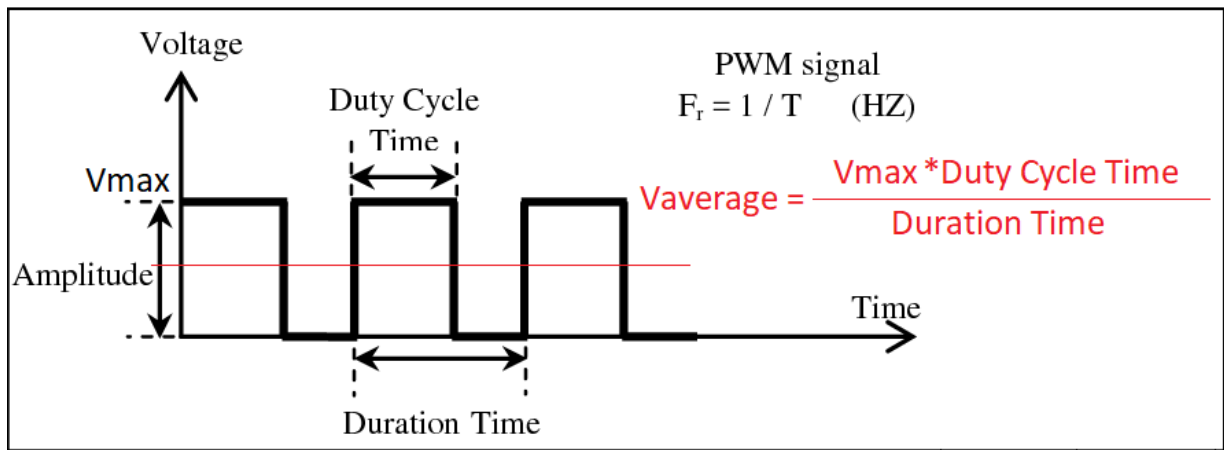 Voltage
PWM signal
Fr = 1 / T (HZ)
Duty Cycle
Time
Vmax
Vaverage = Vmax *Duty Cycle Time
Duration Time
Amplitude
Time
Duration Time